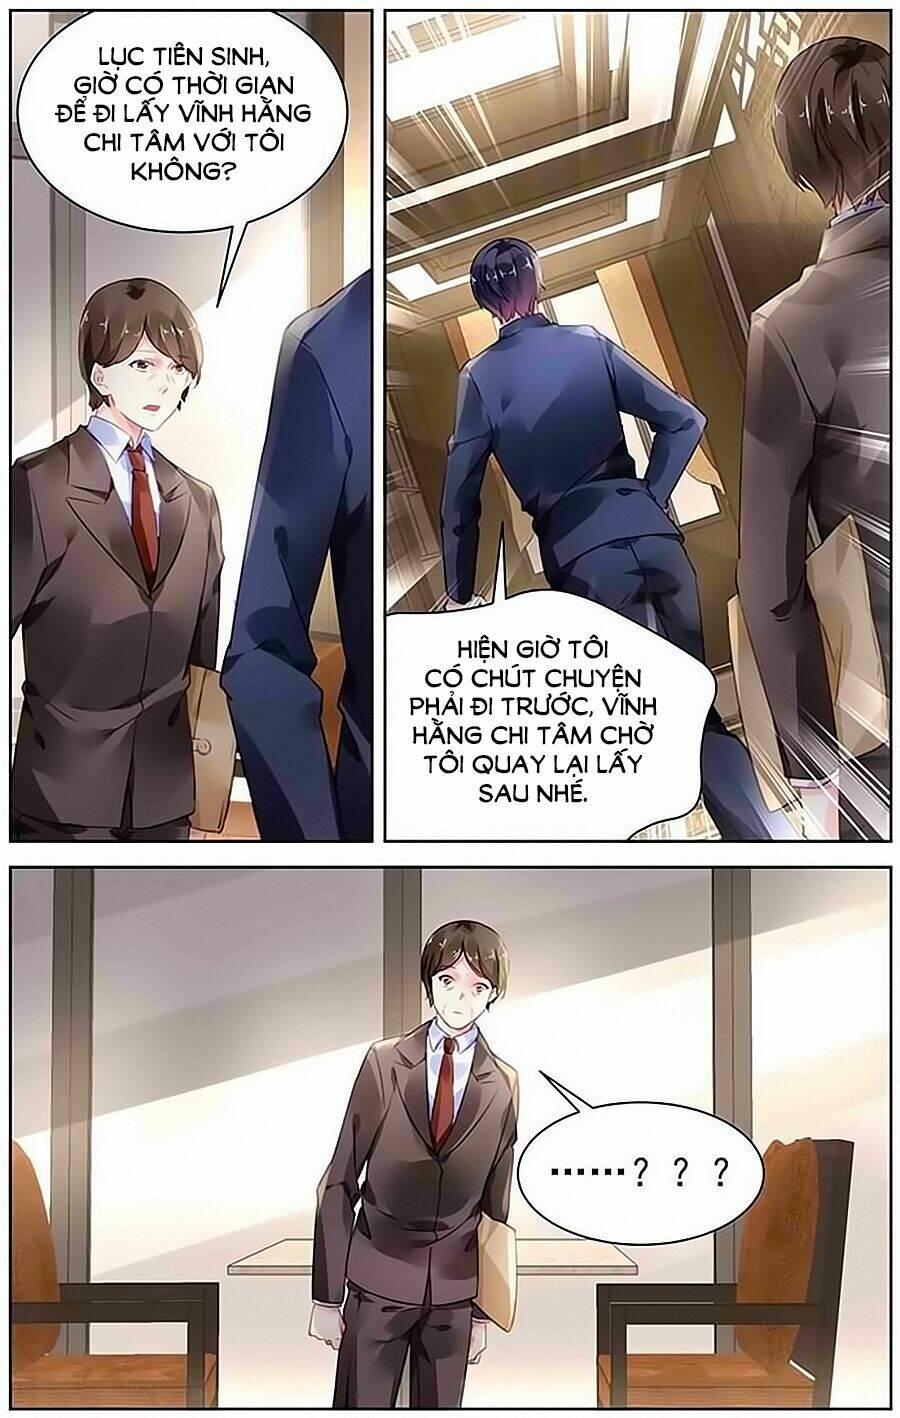 LỤC TIÊN SINH,
GIỜ CÓ THỜI GIAN
ĐỂ ĐI LẤY VĨNH HẰNG
CHI TÂM VỚI TÔI
KHÔNG?
HIỆN GIỜ TÔI
CÓ CHÚT CHUYỆN
PHẢI ĐI TRƯỚC, VĨNH
HẰNG CHI TÂM CHỜ
TÔI QUAY LẠI LẤY
SAU NHÉ.
……? ? ?